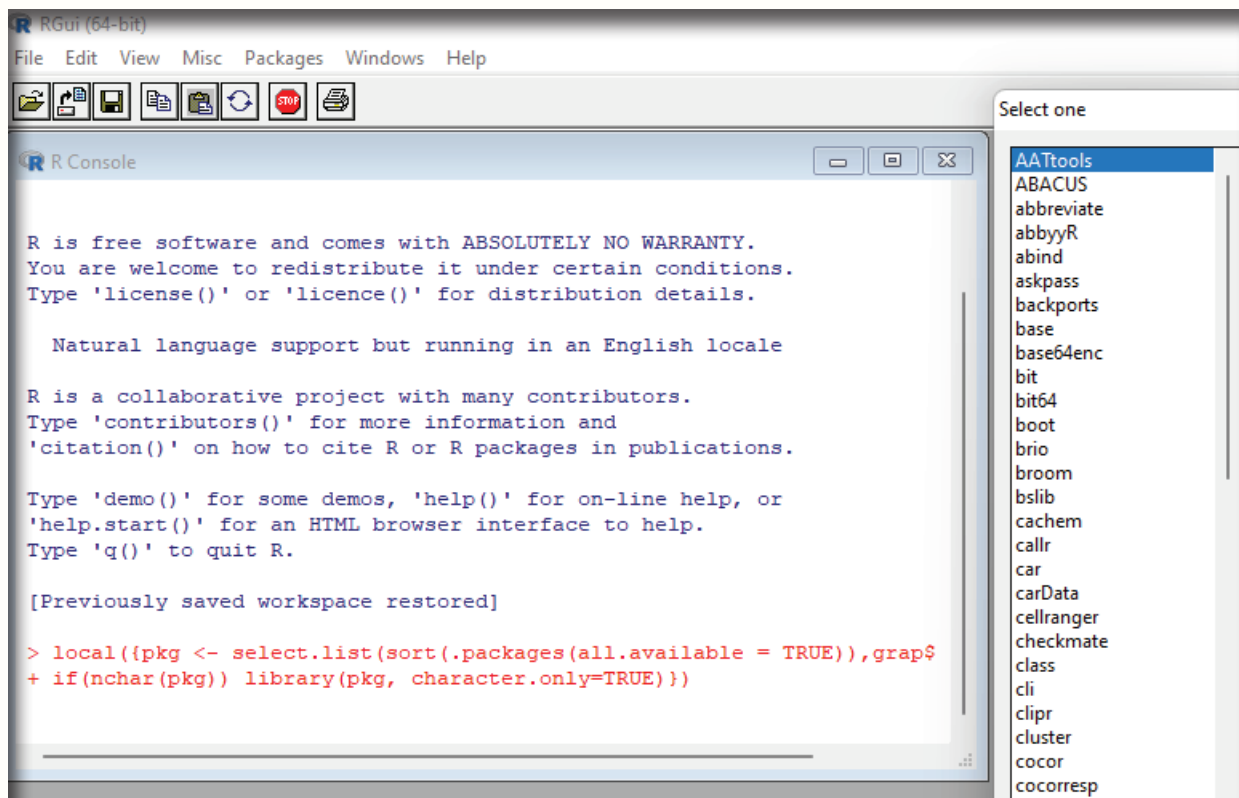 RGui (64-bit)
File Edit View Misc Packages Windows Help
STOP
R Console
R is free software and comes with ABSOLUTELY NO WARRANTY.
You are welcome to redistribute it under certain conditions.
Type 'license()' or 'licence()' for distribution details.
Natural language support but running in an English locale
R is a collaborative project with many contributors.
Type 'contributors()' for more information and
'citation()' on how to cite R or R packages in publications.
Type 'demo()' for some demos, 'help()' for on-line help, or
'help.start()' for an HTML browser interface to help.
Type 'q()' to quit R.
[Previously saved workspace restored]
> local({pkg <- select.list(sort(.packages(all.available = TRUE)),grap$
+ if(nchar(pkg)) library(pkg, character.only=TRUE)})
Select one
AATtools
ABACUS
abbreviate
abbyyR
abind
askpass
backports
base
base64enc
bit
bit64
boot
brio
broom
bslib
cachem
callr
car
carData
cellranger
checkmate
class
cli
clipr
cluster
cocor
cocorresp